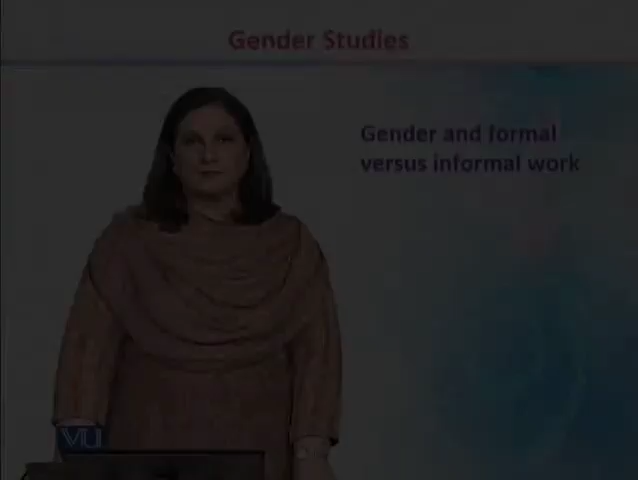 Gender Studies
Gender and formal
versus informal work
VU